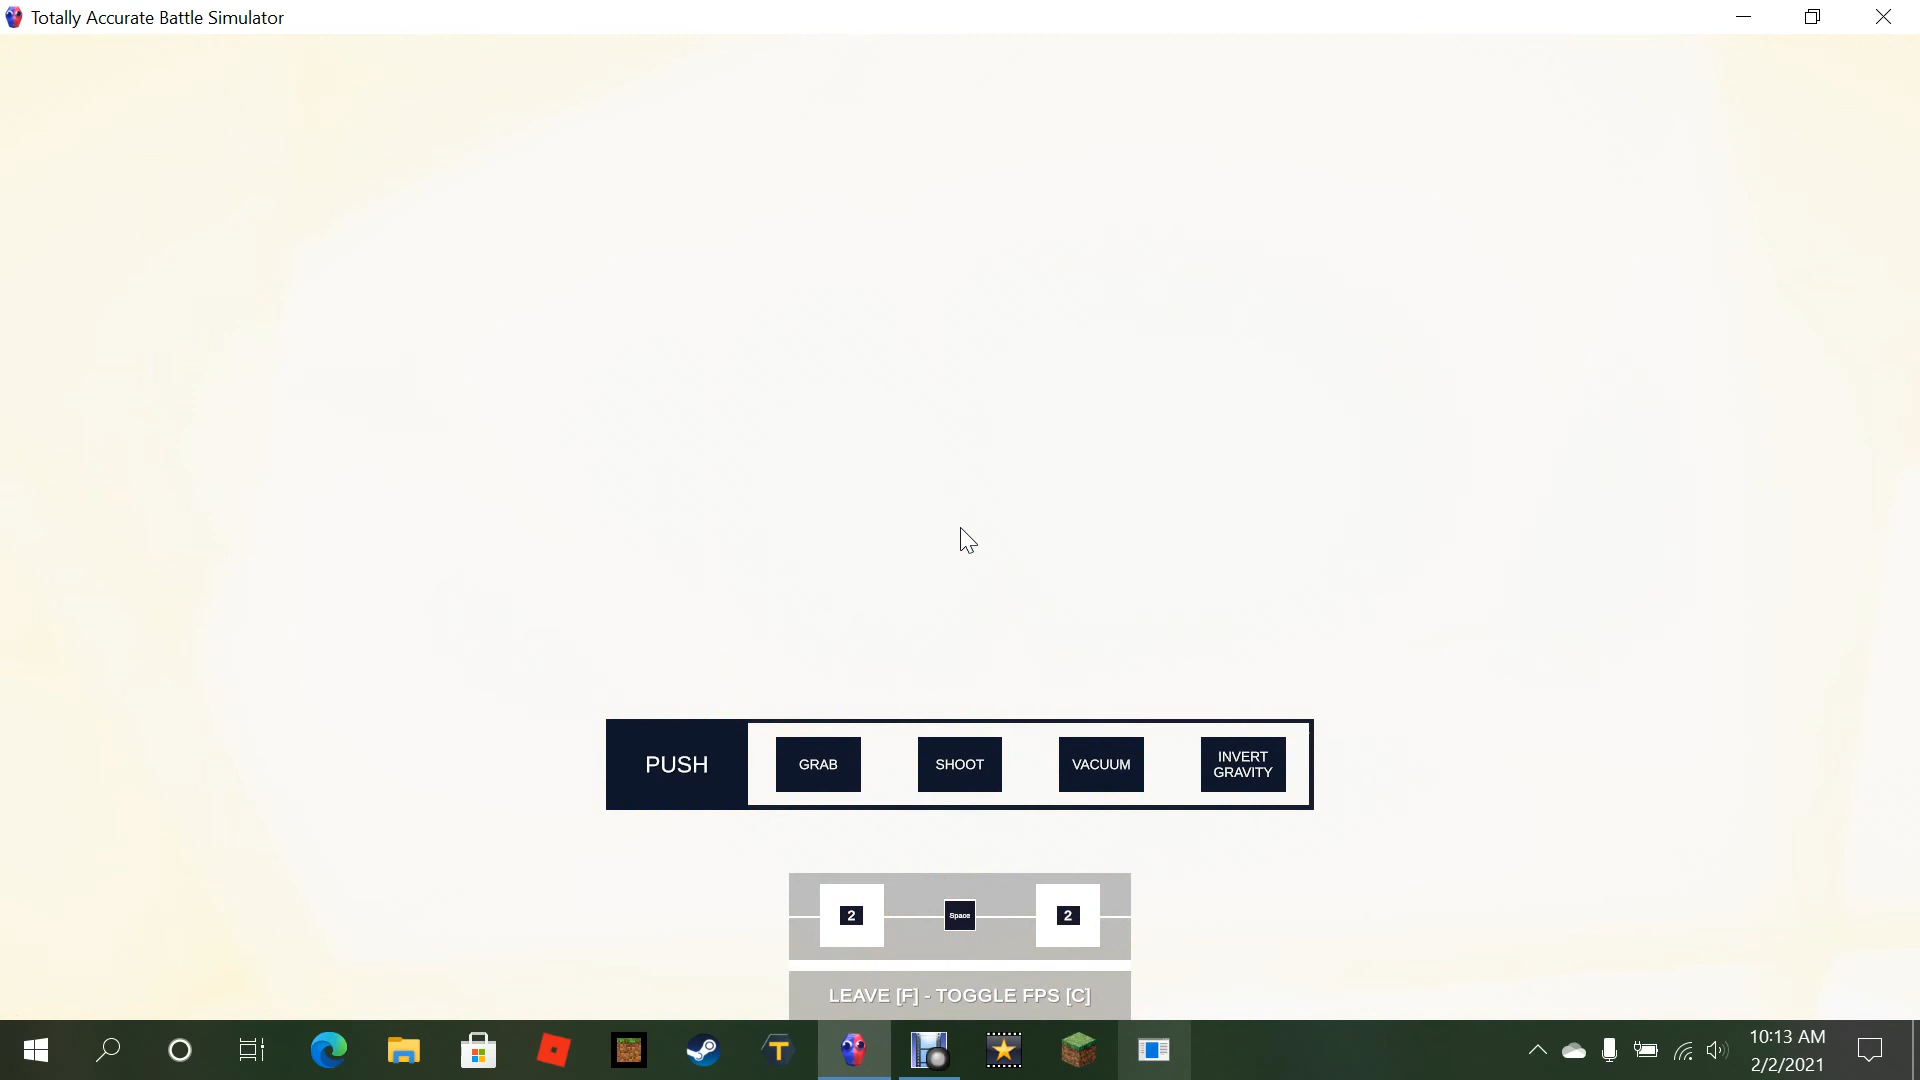 Totally Accurate Battle Simulator
PUSH
GRAB
SHOOT
VACUUM
INVERT
GRAVITY
2
Space
2
LEAVE [F] - TOGGLE FPS [C]
T
10:13 AM
2/2/2021